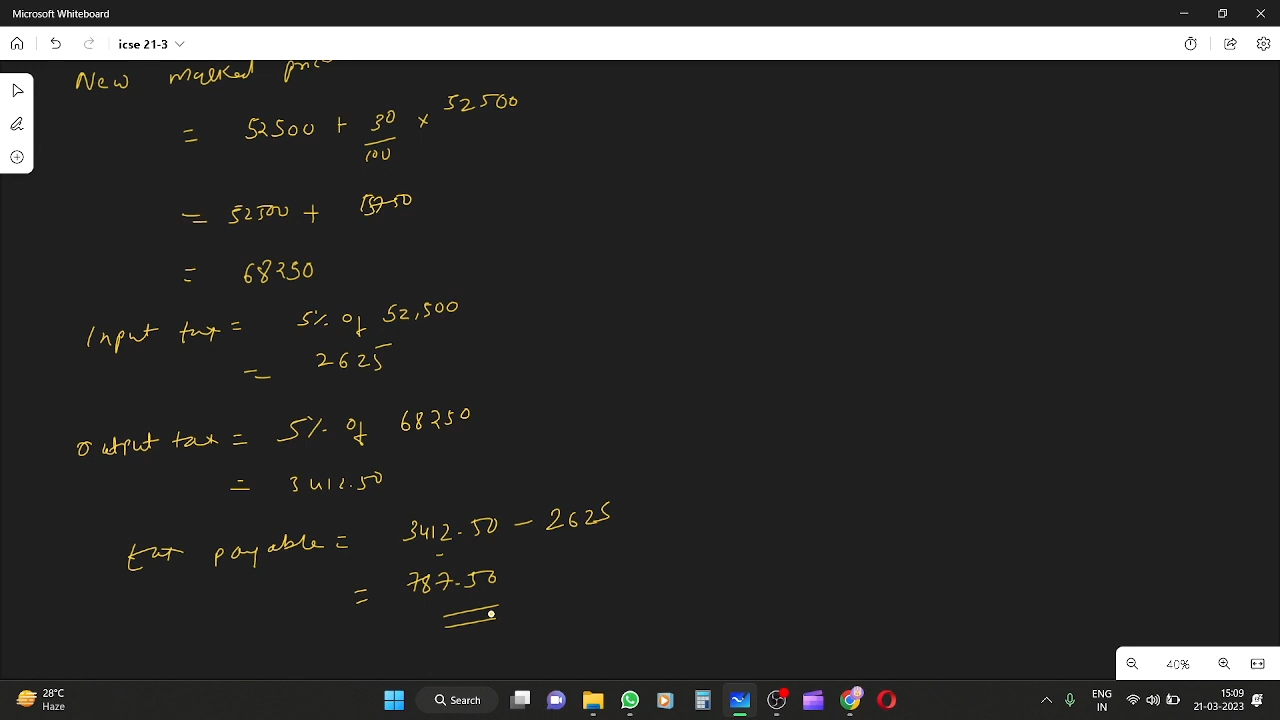 Microsoft Whiteboard
icse 21-3
New marked price
= 52500 + 30/100 × 52500
= 52500 + 15750
= 68250
Input tax = 5% of 52,500
= 2625
Output tax = 5% of 68250
= 3412.50
tax payable = 3412.50 - 2625
= 787.50
40%
28°C
Haze
Search
ENG
IN
15:09
21-03-2023